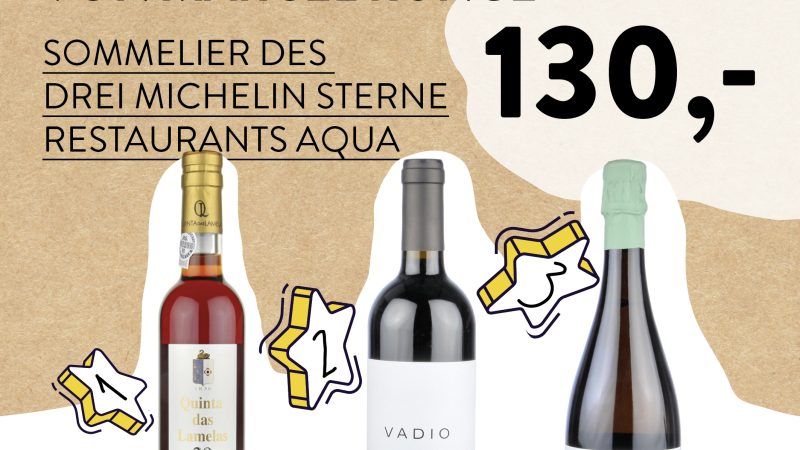 SOMMELIER DES
DREI MICHELIN STERNE
RESTAURANTS AQUA
130,-
1
2
3
Quinta
das
Lamelas
VADIO